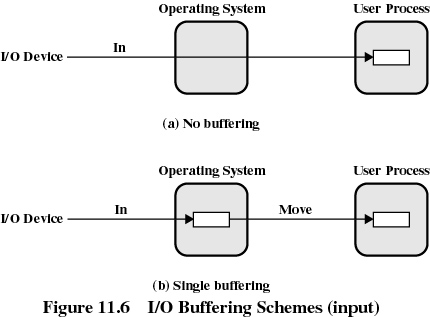 Operating System User Process
I/O Device In
(a) No buffering
Operating System User Process
I/O Device In Move
(b) Single buffering
Figure 11.6 I/O Buffering Schemes (input)